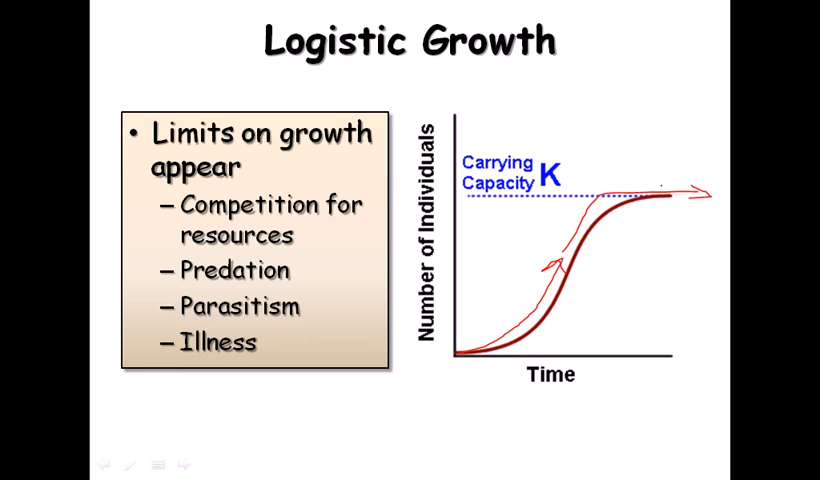 Logistic Growth
• Limits on growth
appear
– Competition for
resources
– Predation
– Parasitism
– Illness
Number of Individuals
Carrying
Capacity K
Time